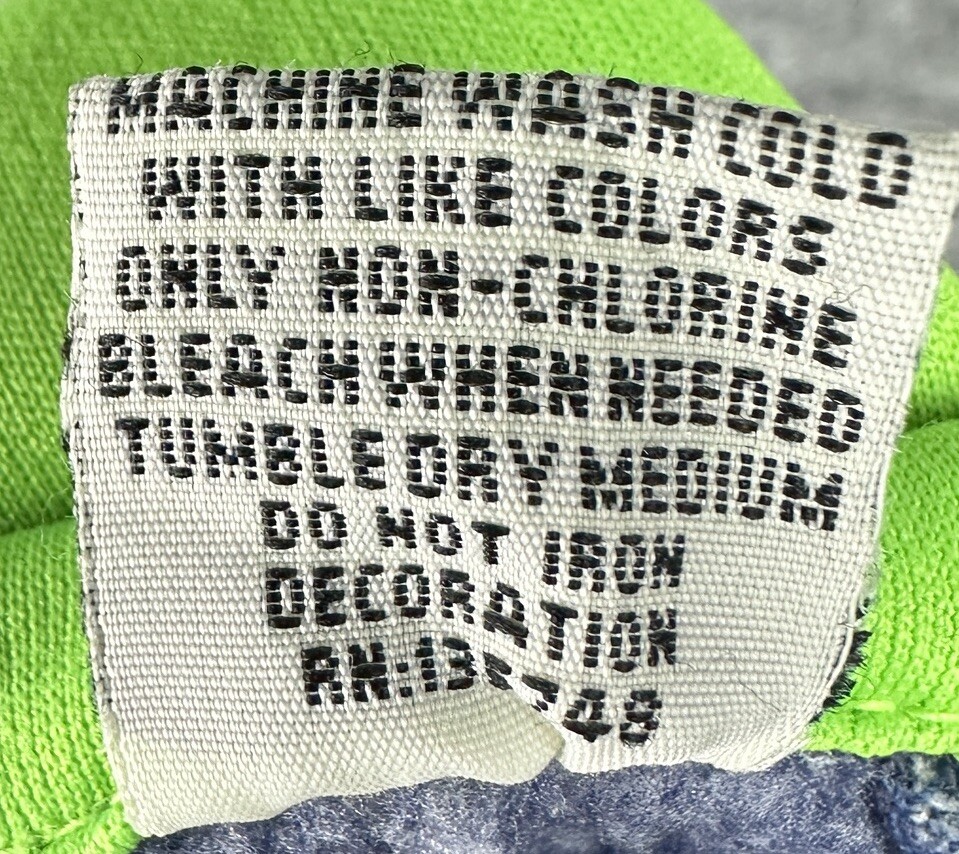 MACHINE WASH COLD
WITH LIKE COLORS
ONLY NON-CHLORINE
BLEACH WHEN NEEDED
TUMBLE DRY MEDIUM
DO NOT IRON
DECORATION